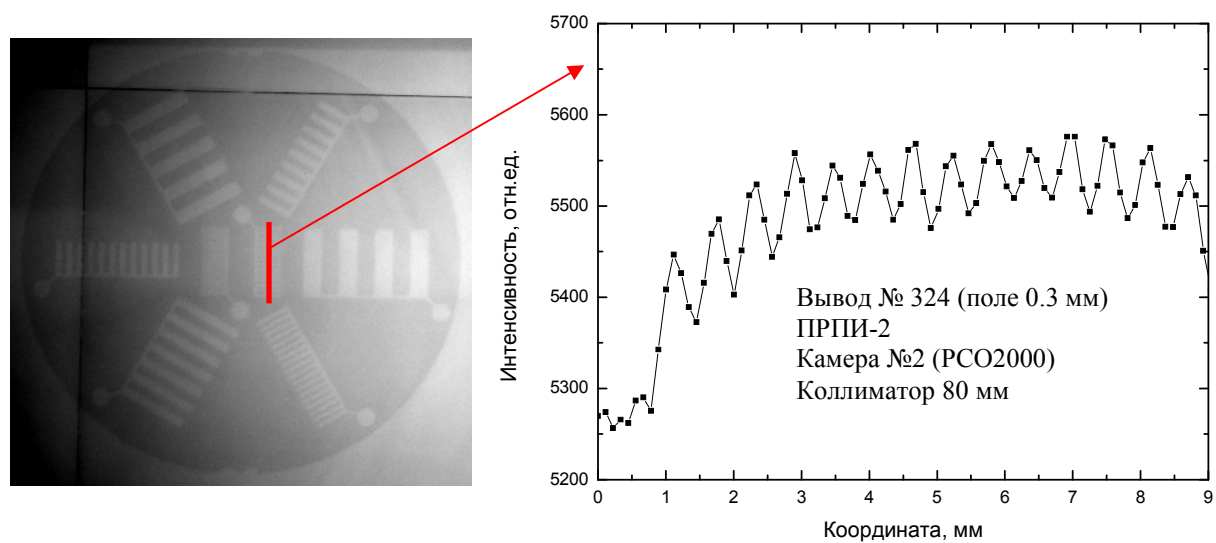 5700
5600
5500
5400
5300
5200
0 1 2 3 4 5 6 7 8 9
Интенсивность, отн.ед.
Координата, мм
Вывод № 324 (поле 0.3 мм)
ПРПИ-2
Камера №2 (PCO2000)
Коллиматор 80 мм